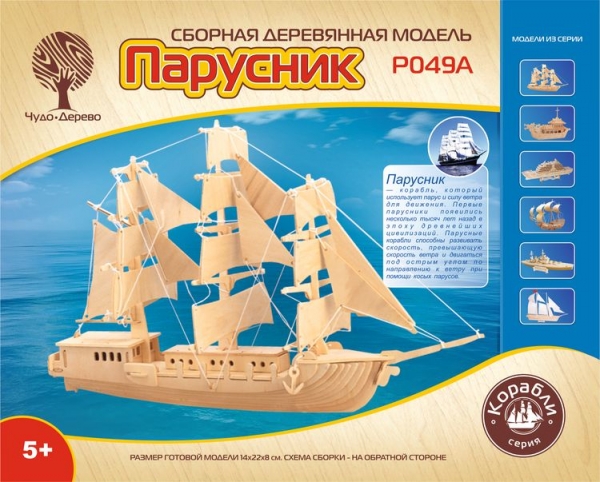 СБОРНАЯ ДЕРЕВЯННАЯ МОДЕЛЬ
Парусник
P049A
Чудо-Дерево
МОДЕЛИ ИЗ СЕРИИ
Парусник
— корабль, который
использует парус и силу ветра
для движения. Первые
парусники появились
несколько тысяч лет назад в
эпоху древнейших
цивилизаций. Парусные
корабли способны развивать
скорость, превышающую
скорость ветра и двигаться
под острым углом по
направлению к ветру при
помощи косых парусов.
Корабли
серия
5+
РАЗМЕР ГОТОВОЙ МОДЕЛИ 14х22х8 см. СХЕМА СБОРКИ - НА ОБРАТНОЙ СТОРОНЕ